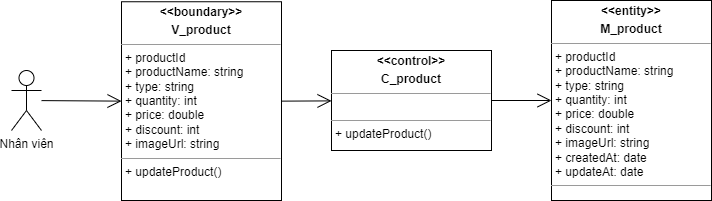 Nhân viên
<<boundary>>
V_product
+ productId
+ productName: string
+ type: string
+ quantity: int
+ price: double
+ discount: int
+ imageUrl: string
+ updateProduct()
<<control>>
C_product
+ updateProduct()
<<entity>>
M_product
+ productId
+ productName: string
+ type: string
+ quantity: int
+ price: double
+ discount: int
+ imageUrl: string
+ createdAt: date
+ updateAt: date